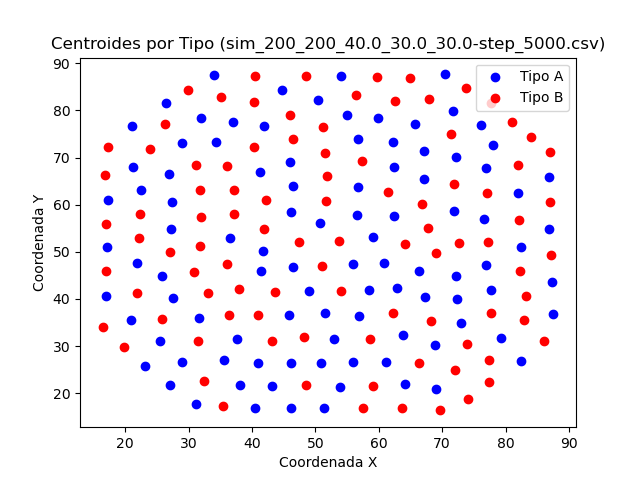 Centroides por Tipo (sim_200_200_40.0_30.0_30.0-step_5000.csv)
Tipo A
Tipo B
90
80
70
60
50
40
30
20
Coordenada Y
20 30 40 50 60 70 80 90
Coordenada X